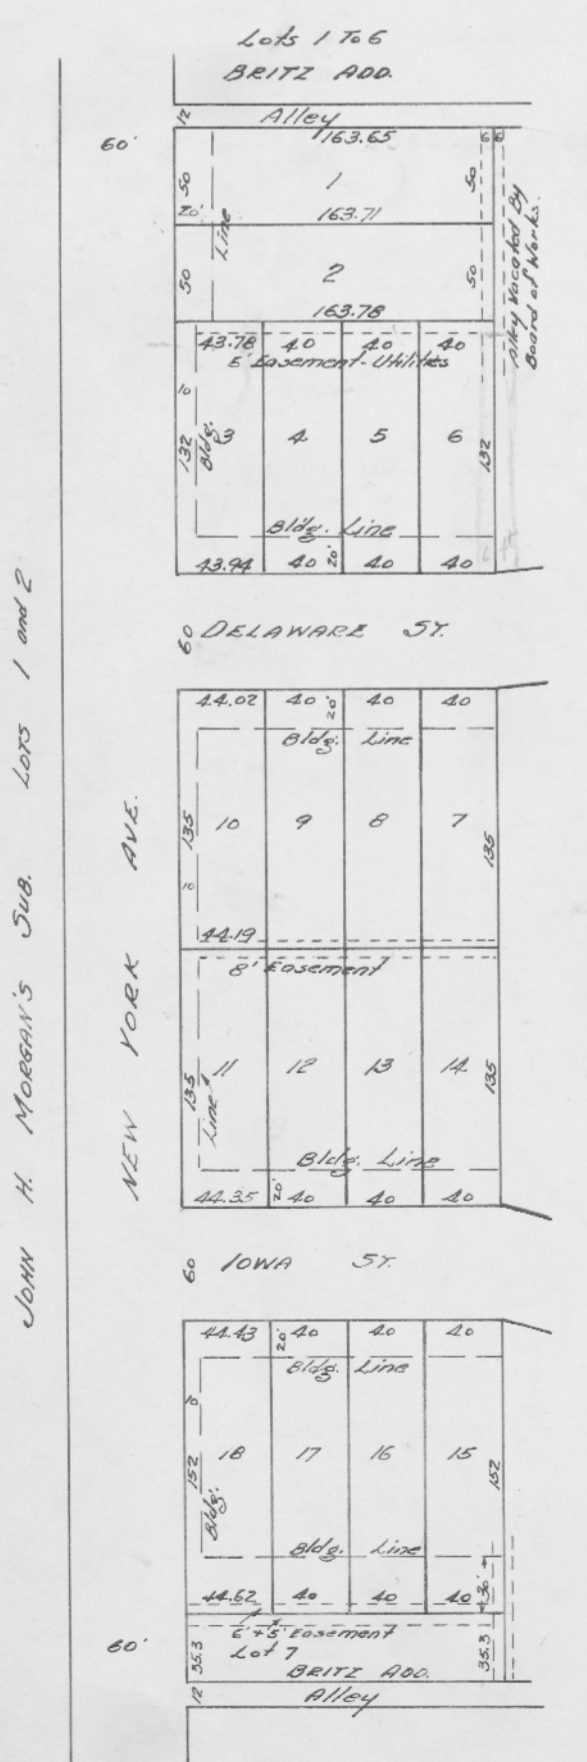 Lots 1 To 6
BRITZ ADD.
12
Alley
60'
163.65
6 6
50
1
50
20'
Line
163.71
Alley Vacated By
Board of Works.
50
2
50
163.78
43.78 40 40 40
6' Easement-Utilities
10
132
Bldg.
3 4 5 6
132
Bldg. Line
43.94 40 20' 40 40
60 DELAWARE ST.
44.02 40 20' 40 40
Bldg. Line
135
10 9 8 7
135
10
44.19
8' Easement
JOHN H. MORGAN'S SUB. LOTS 1 and 2
NEW YORK AVE.
11 12 13 14
135
Line
135
Bldg. Line
44.35 20' 40 40 40
60 IOWA ST.
44.43 20' 40 40 40
Bldg. Line
10
18 17 16 15
152
152
Bldg.
Bldg. Line
44.62 40 40 40
30'
6' + 5' Easement
60'
35.3
Lot 7
35.3
BRITZ ADD.
12
Alley